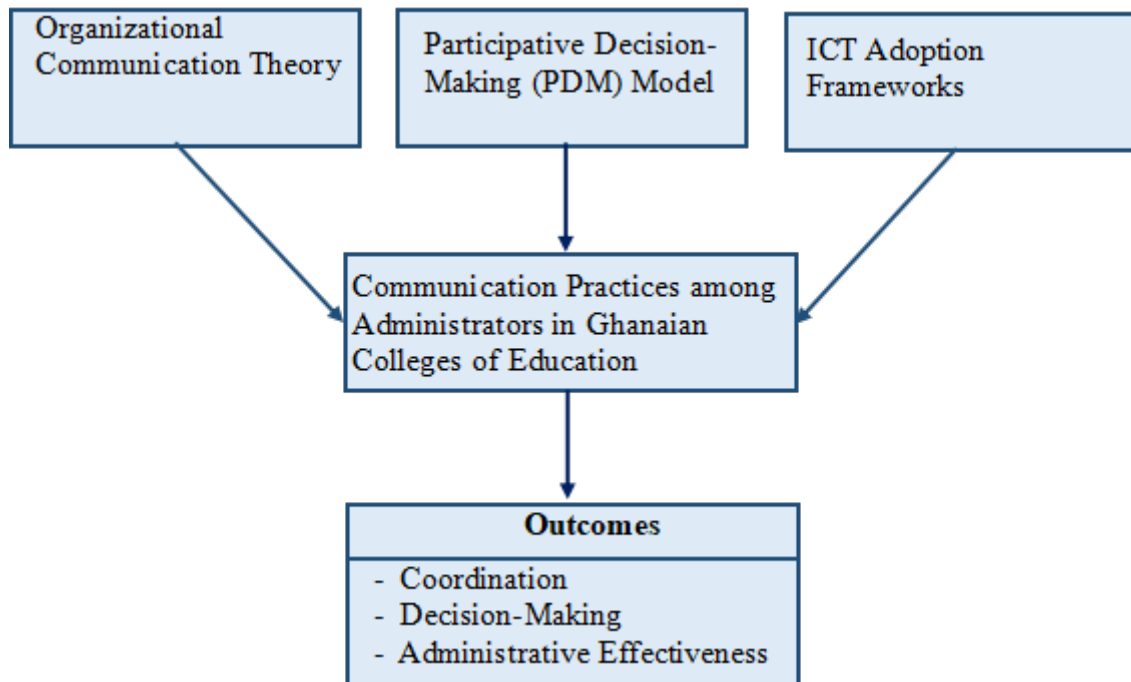 Organizational
Communication Theory
Participative Decision-
Making (PDM) Model
ICT Adoption
Frameworks
Communication Practices among
Administrators in Ghanaian
Colleges of Education
Outcomes
- Coordination
- Decision-Making
- Administrative Effectiveness